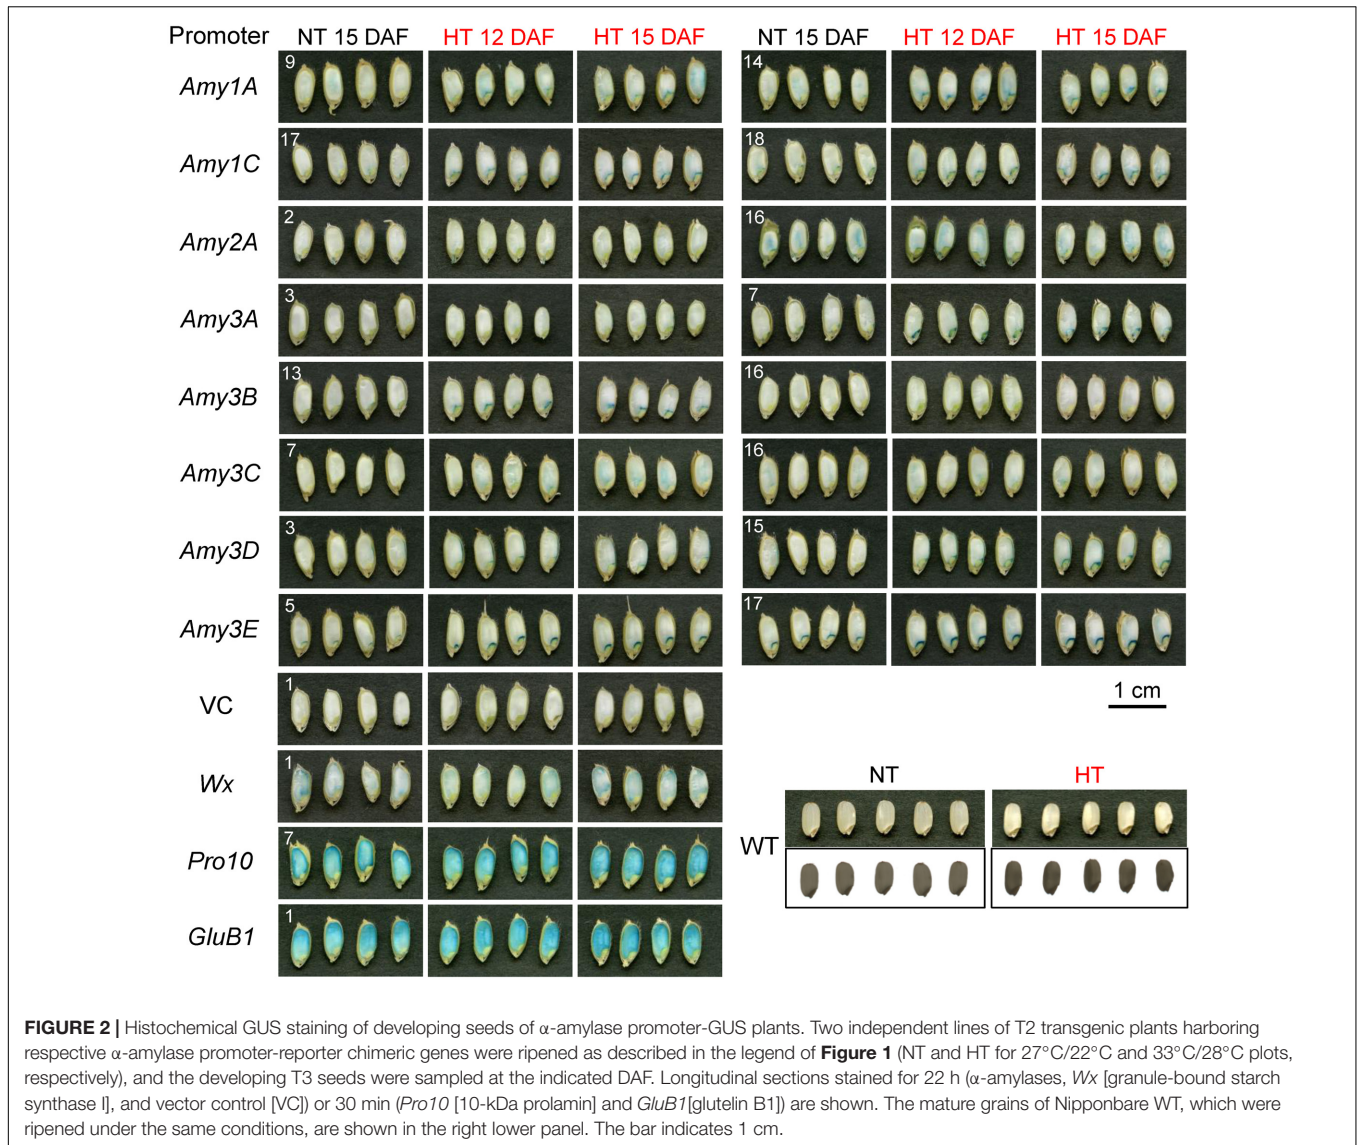 Promoter NT 15 DAF HT 12 DAF HT 15 DAF NT 15 DAF HT 12 DAF HT 15 DAF
Amy1A 9 14
Amy1C 17 18
Amy2A 2 16
Amy3A 3 7
Amy3B 13 16
Amy3C 7 16
Amy3D 3 15
Amy3E 5 17
VC 1
1 cm
Wx 1
NT HT
WT
Pro10 7
GluB1 1
FIGURE 2 | Histochemical GUS staining of developing seeds of α-amylase promoter-GUS plants. Two independent lines of T2 transgenic plants harboring
respective α-amylase promoter-reporter chimeric genes were ripened as described in the legend of Figure 1 (NT and HT for 27°C/22°C and 33°C/28°C plots,
respectively), and the developing T3 seeds were sampled at the indicated DAF. Longitudinal sections stained for 22 h (α-amylases, Wx [granule-bound starch
synthase I], and vector control [VC]) or 30 min (Pro10 [10-kDa prolamin] and GluB1[glutelin B1]) are shown. The mature grains of Nipponbare WT, which were
ripened under the same conditions, are shown in the right lower panel. The bar indicates 1 cm.